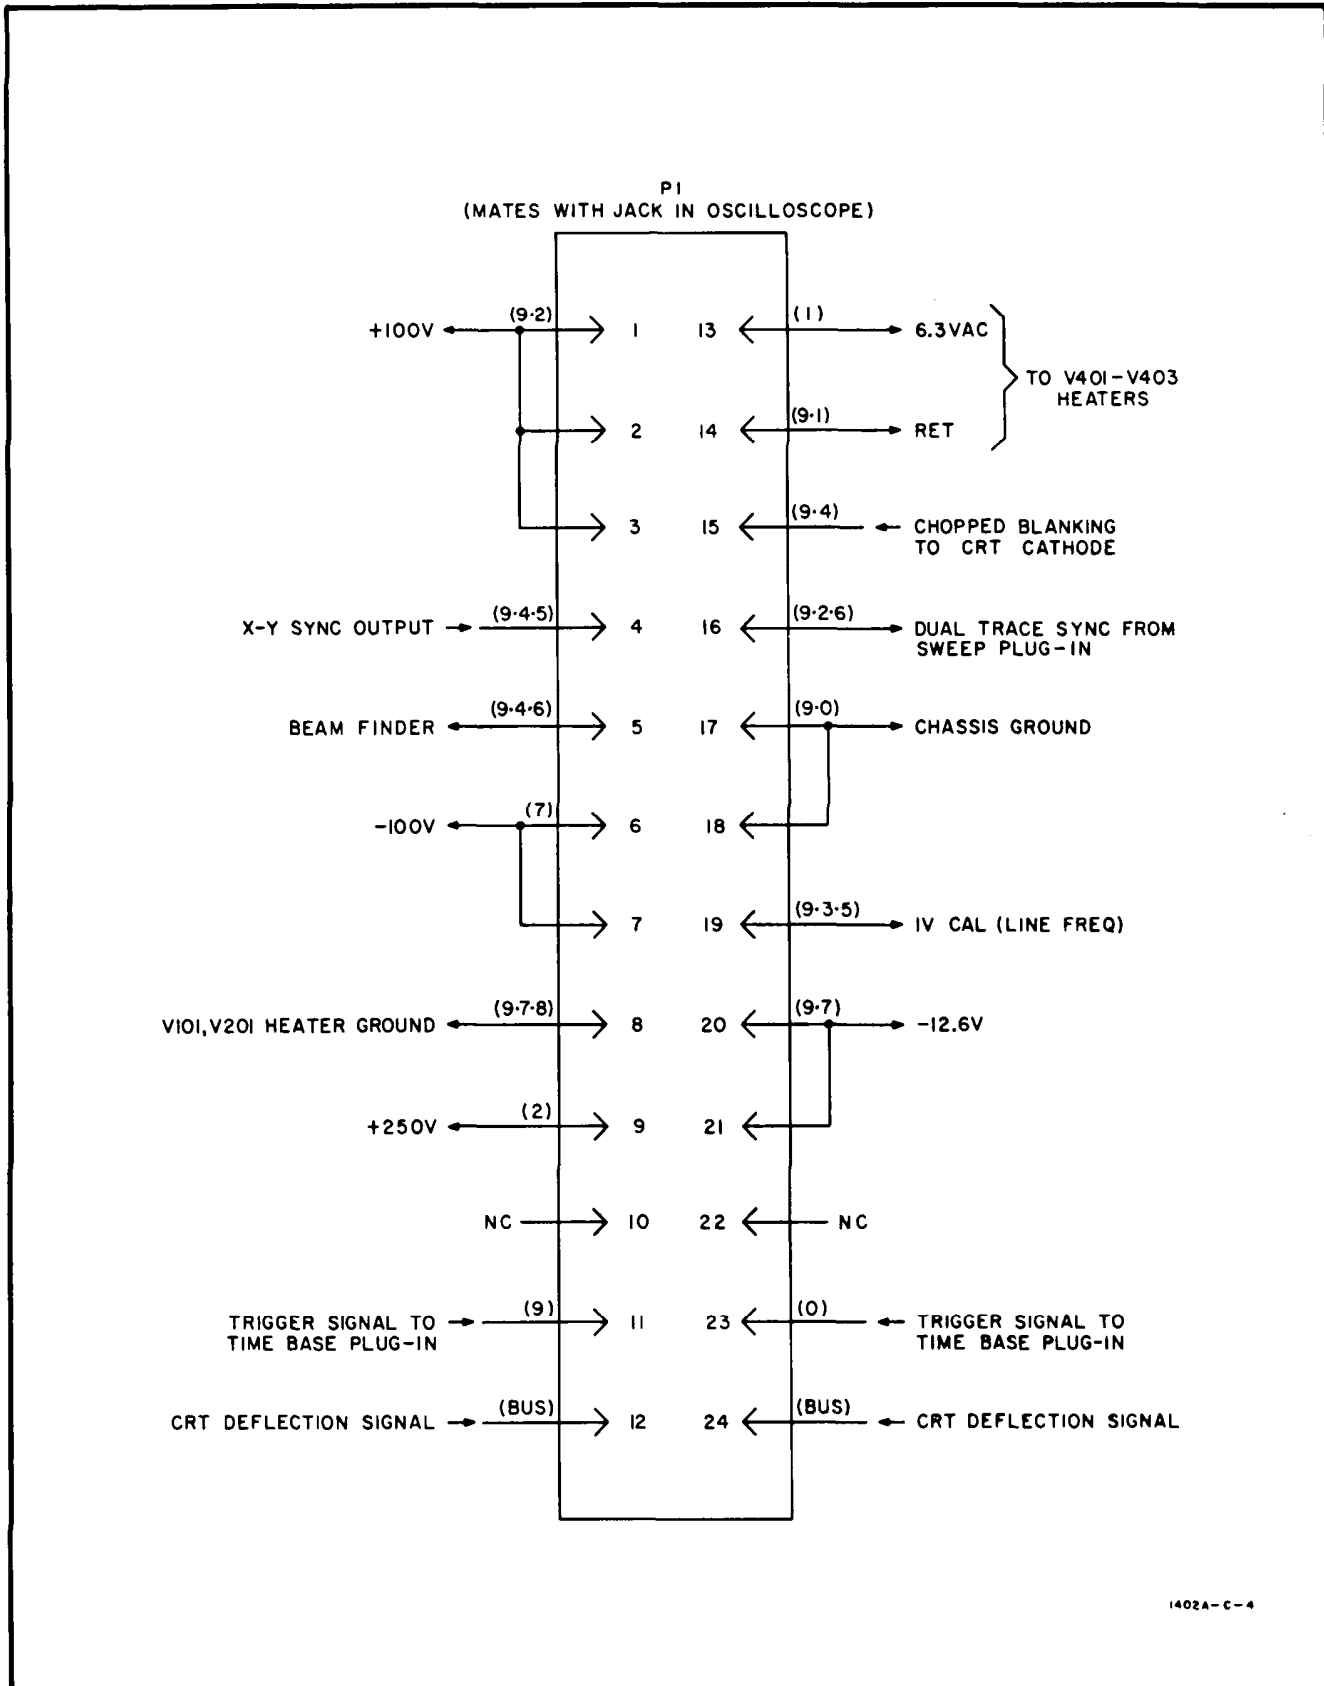 P1
(MATES WITH JACK IN OSCILLOSCOPE)
+100V (9·2) 1 13 (1) 6.3VAC
TO V401-V403
HEATERS
2 14 (9·1) RET
3 15 (9·4) CHOPPED BLANKING
TO CRT CATHODE
X-Y SYNC OUTPUT (9·4·5) 4 16 (9·2·6) DUAL TRACE SYNC FROM
SWEEP PLUG-IN
BEAM FINDER (9·4·6) 5 17 (9·0) CHASSIS GROUND
-100V (7) 6 18
7 19 (9·3·5) 1V CAL (LINE FREQ)
V101,V201 HEATER GROUND (9·7·8) 8 20 (9·7) -12.6V
+250V (2) 9 21
NC 10 22 NC
TRIGGER SIGNAL TO
TIME BASE PLUG-IN (9) 11 23 (0) TRIGGER SIGNAL TO
TIME BASE PLUG-IN
CRT DEFLECTION SIGNAL (BUS) 12 24 (BUS) CRT DEFLECTION SIGNAL
1402A-C-4